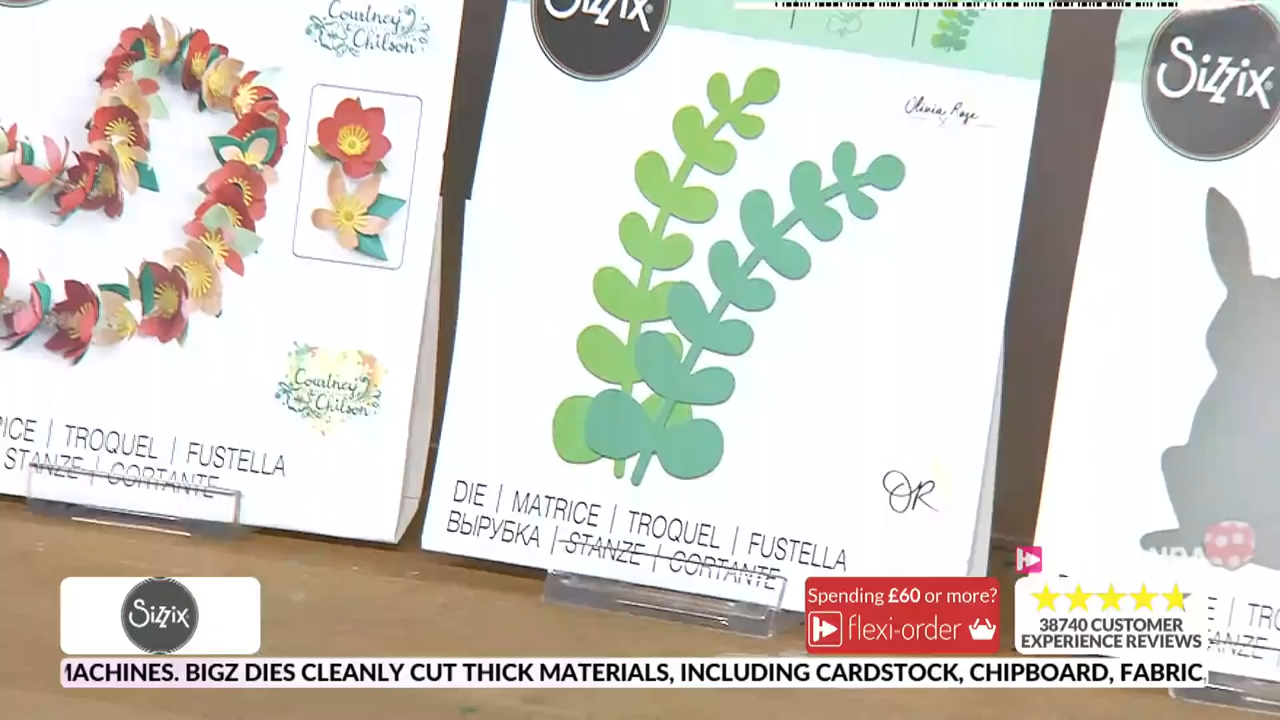 Courtney
Chilson
Courtney
Chilson
TROQUEL | FUSTELLA
STANZE | CORTANTE
Sizzix
Olivia Rose
OR
DIE | MATRICE | TROQUEL | FUSTELLA
ВЫРУБКА | STANZE | CORTANTE
Sizzix
Sizzix
Spending £60 or more?
flexi-order
38740 CUSTOMER
EXPERIENCE REVIEWS
MACHINES. BIGZ DIES CLEANLY CUT THICK MATERIALS, INCLUDING CARDSTOCK, CHIPBOARD, FABRIC,